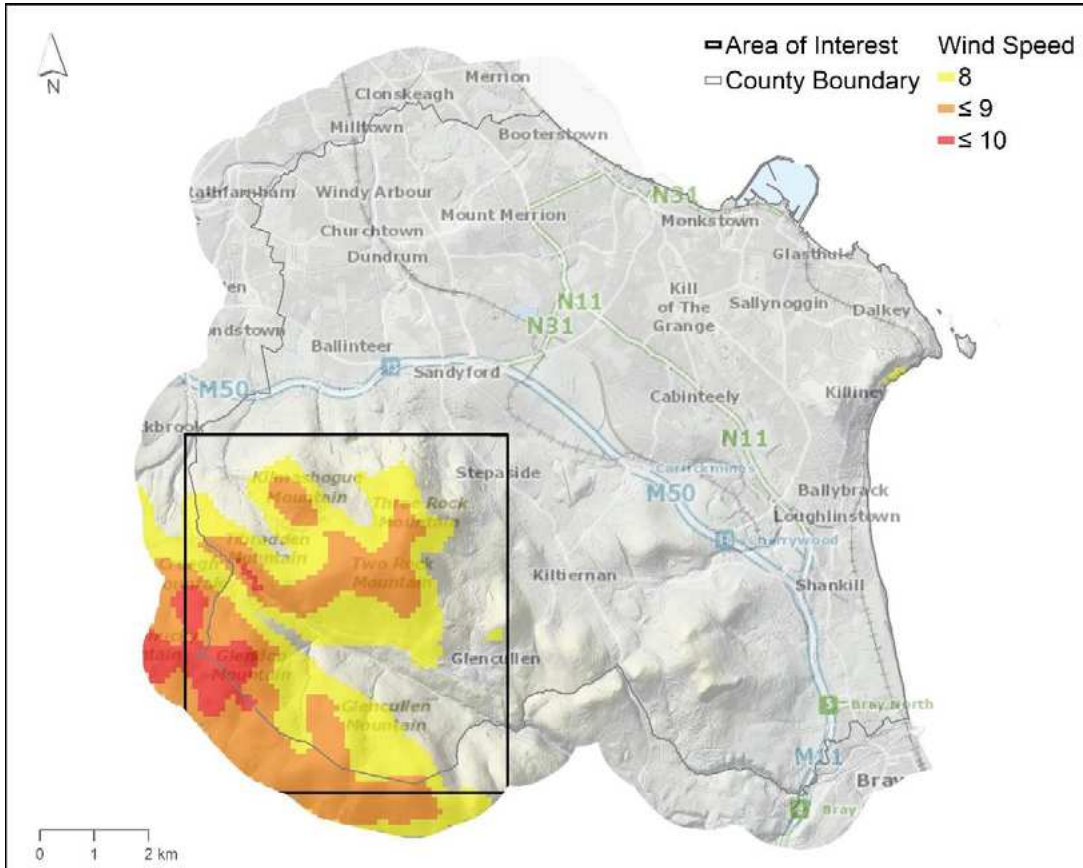 N
Area of Interest
County Boundary
Wind Speed
8
≤ 9
≤ 10
Merrion
Clonskeagh
Milltown
Booterstown
Windy Arbour
Mount Merrion
N31
Monkstown
Churchtown
Dundrum
Glasthule
Kill
of The
Grange
Sallynoggin
Dalkey
N11
N31
Ballinteer
Sandyford
M50
Cabinteely
N11
Stepaside
Carrickmines
M50
Ballybrack
Loughlinstown
Cherrywood
Kilmashogue
Mountain
Three Rock
Mountain
Two Rock
Mountain
Kiltiernan
Shankill
Glencullen
Mountain
Glencullen
Mountain
Bray North
M11
Bray
Bray
0 1 2 km